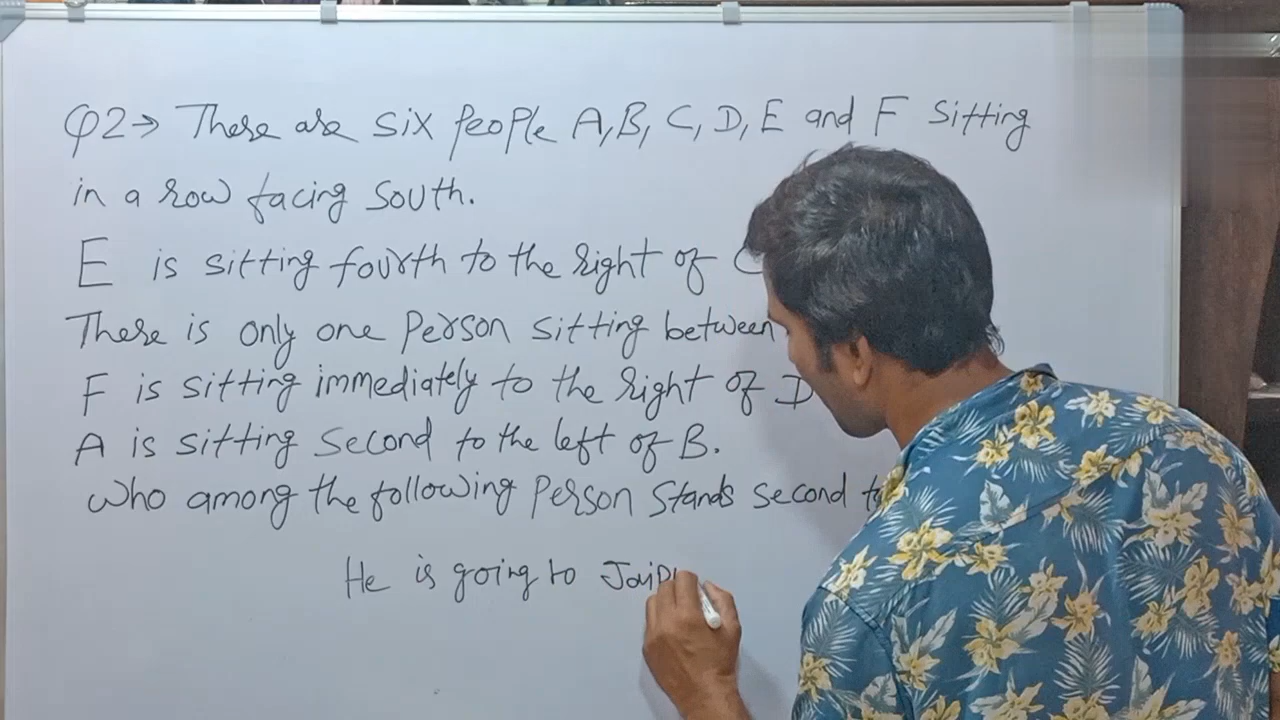 Q2→ There are six People A, B, C, D, E and F Sitting
in a row facing South.
E is sitting fourth to the right of C
There is only one Person sitting between
F is sitting immediately to the right of D
A is sitting Second to the left of B.
who among the following Person Stands Second
He is going to